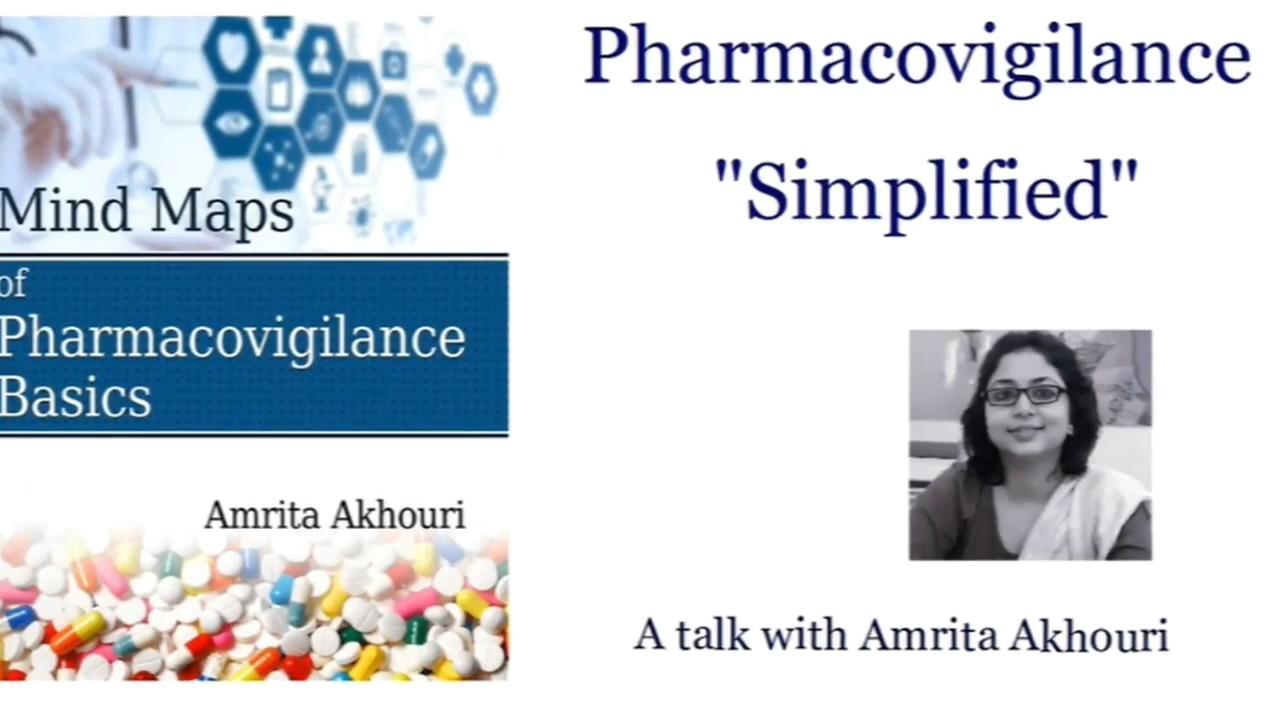 Mind Maps
of
Pharmacovigilance
Basics
Amrita Akhouri
Pharmacovigilance
"Simplified"
A talk with Amrita Akhouri